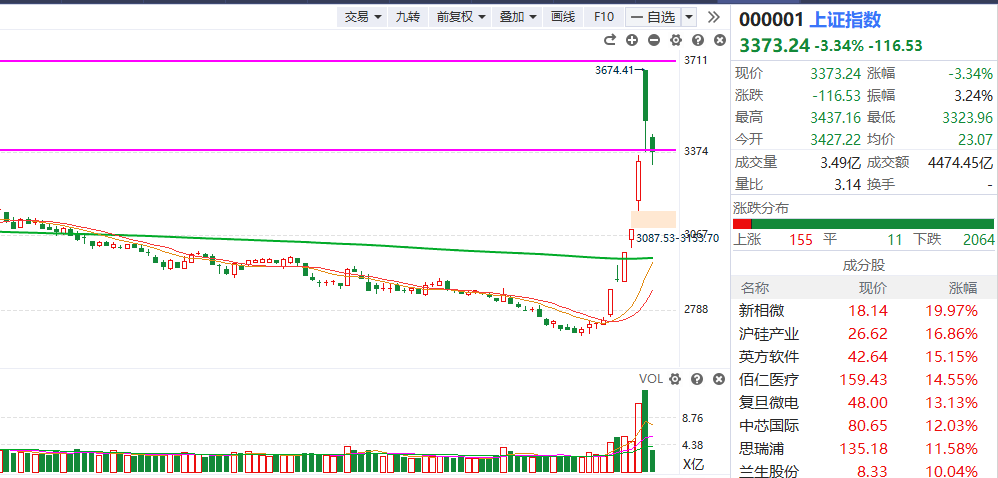 交易 九转 前复权 叠加 画线 F10 一自选
000001 上证指数
3373.24 -3.34% -116.53
3711
3674.41
3374
3067
3087.53-3153.70
2788
现价 3373.24 涨幅 -3.34%
涨跌 -116.53 振幅 3.24%
最高 3437.16 最低 3323.96
今开 3427.22 均价 23.07
成交量 3.49亿 成交额 4474.45亿
量比 3.14 换手 -
涨跌分布
上涨 155 平 11 下跌 2064
成分股
名称 现价 涨幅
新相微 18.14 19.97%
沪硅产业 26.62 16.86%
英方软件 42.64 15.15%
佰仁医疗 159.43 14.55%
复旦微电 48.00 13.13%
中芯国际 80.65 12.03%
思瑞浦 135.18 11.58%
兰生股份 8.33 10.04%
VOL
8.76
4.38
X亿